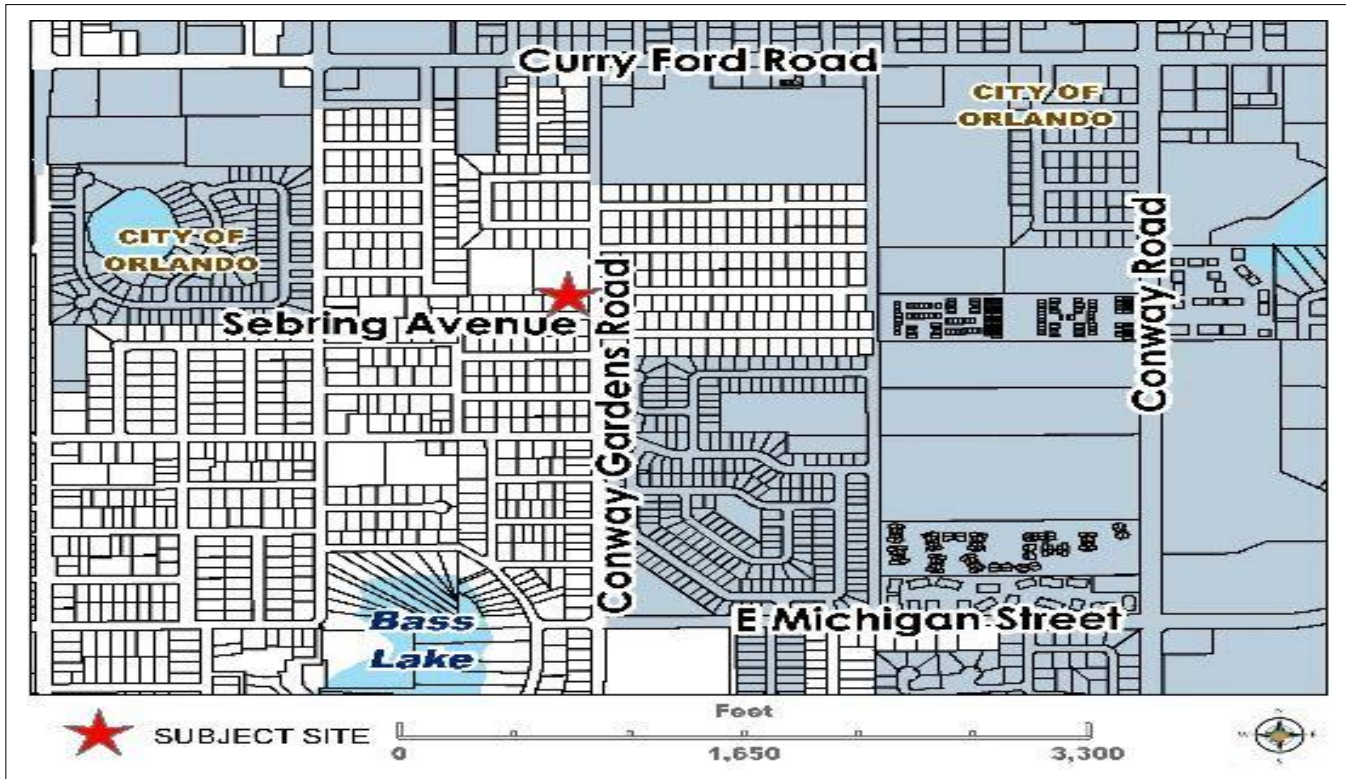 Curry Ford Road
CITY OF
ORLANDO
CITY OF
ORLANDO
Conway Road
Sebring Avenue
Conway Gardens Road
Bass
Lake
E Michigan Street
SUBJECT SITE
Feet
0
1,650
3,300
N
W
E
S